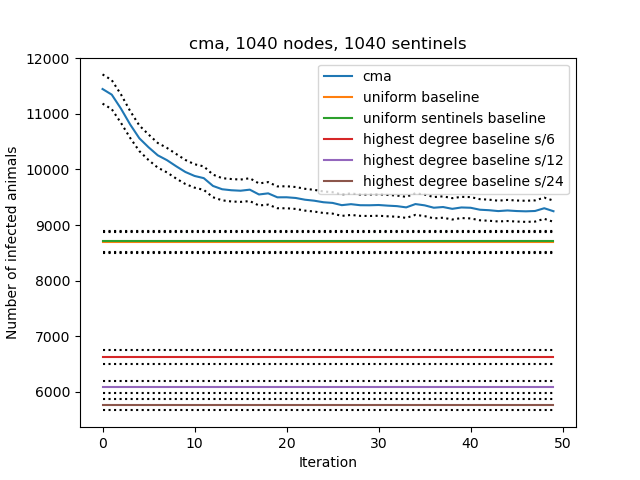 cma, 1040 nodes, 1040 sentinels
12000
11000
10000
9000
8000
7000
6000
Number of infected animals
cma
uniform baseline
uniform sentinels baseline
highest degree baseline s/6
highest degree baseline s/12
highest degree baseline s/24
0
10
20
30
40
50
Iteration